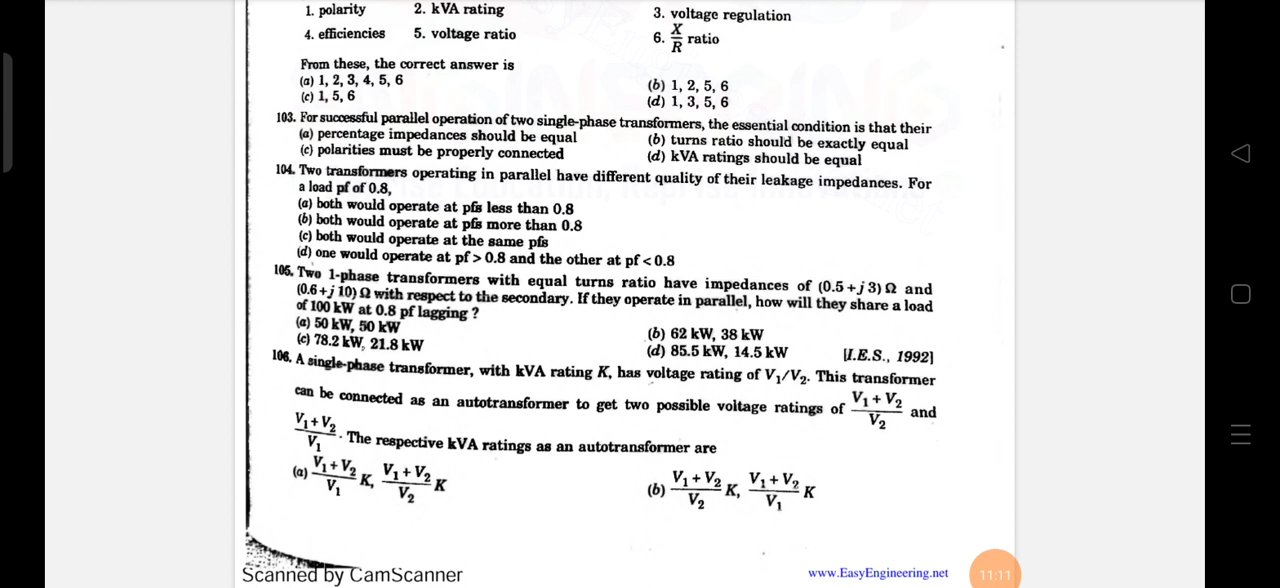 1. polarity 2. kVA rating 3. voltage regulation
4. efficiencies 5. voltage ratio 6. X/R ratio
From these, the correct answer is
(a) 1, 2, 3, 4, 5, 6 (b) 1, 2, 5, 6
(c) 1, 5, 6 (d) 1, 3, 5, 6
103. For successful parallel operation of two single-phase transformers, the essential condition is that their
(a) percentage impedances should be equal (b) turns ratio should be exactly equal
(c) polarities must be properly connected (d) kVA ratings should be equal
104. Two transformers operating in parallel have different quality of their leakage impedances. For
a load pf of 0.8,
(a) both would operate at pfs less than 0.8
(b) both would operate at pfs more than 0.8
(c) both would operate at the same pfs
(d) one would operate at pf > 0.8 and the other at pf < 0.8
105. Two 1-phase transformers with equal turns ratio have impedances of (0.5 + j 3) Ω and
(0.6 + j 10) Ω with respect to the secondary. If they operate in parallel, how will they share a load
of 100 kW at 0.8 pf lagging ?
(a) 50 kW, 50 kW (b) 62 kW, 38 kW
(c) 78.2 kW, 21.8 kW (d) 85.5 kW, 14.5 kW [I.E.S., 1992]
106. A single-phase transformer, with kVA rating K, has voltage rating of V₁/V₂. This transformer
can be connected as an autotransformer to get two possible voltage ratings of (V₁ + V₂)/V₂ and
(V₁ + V₂)/V₁. The respective kVA ratings as an autotransformer are
(a) (V₁ + V₂)/V₁ K, (V₁ + V₂)/V₂ K (b) (V₁ + V₂)/V₂ K, (V₁ + V₂)/V₁ K
Scanned by CamScanner www.EasyEngineering.net 11:11